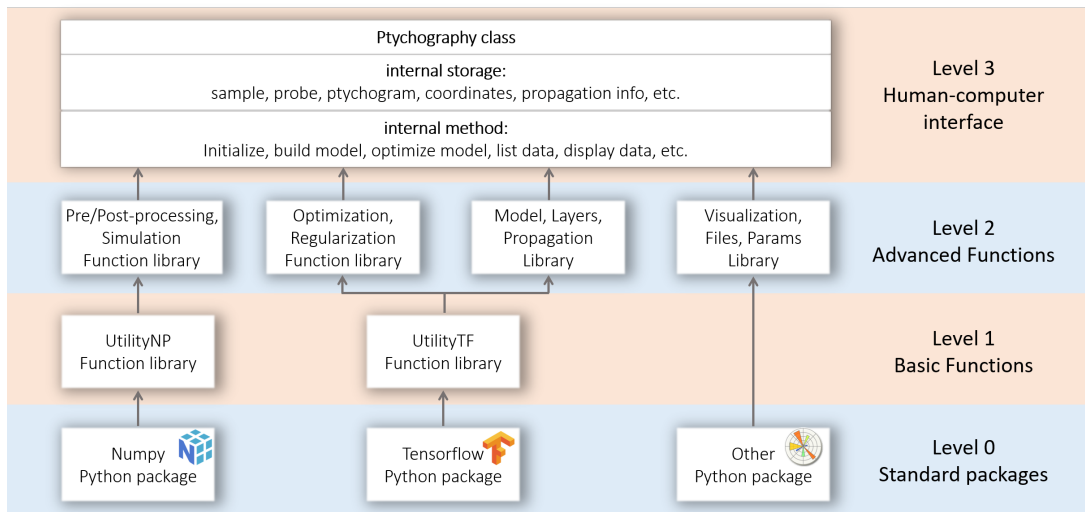 Ptychography class
internal storage:
sample, probe, ptychogram, coordinates, propagation info, etc.
internal method:
Initialize, build model, optimize model, list data, display data, etc.
Level 3
Human-computer
interface
Pre/Post-processing,
Simulation
Function library
Optimization,
Regularization
Function library
Model, Layers,
Propagation
Library
Visualization,
Files, Params
Library
Level 2
Advanced Functions
UtilityNP
Function library
UtilityTF
Function library
Level 1
Basic Functions
Numpy
Python package
Tensorflow
Python package
Other
Python package
Level 0
Standard packages